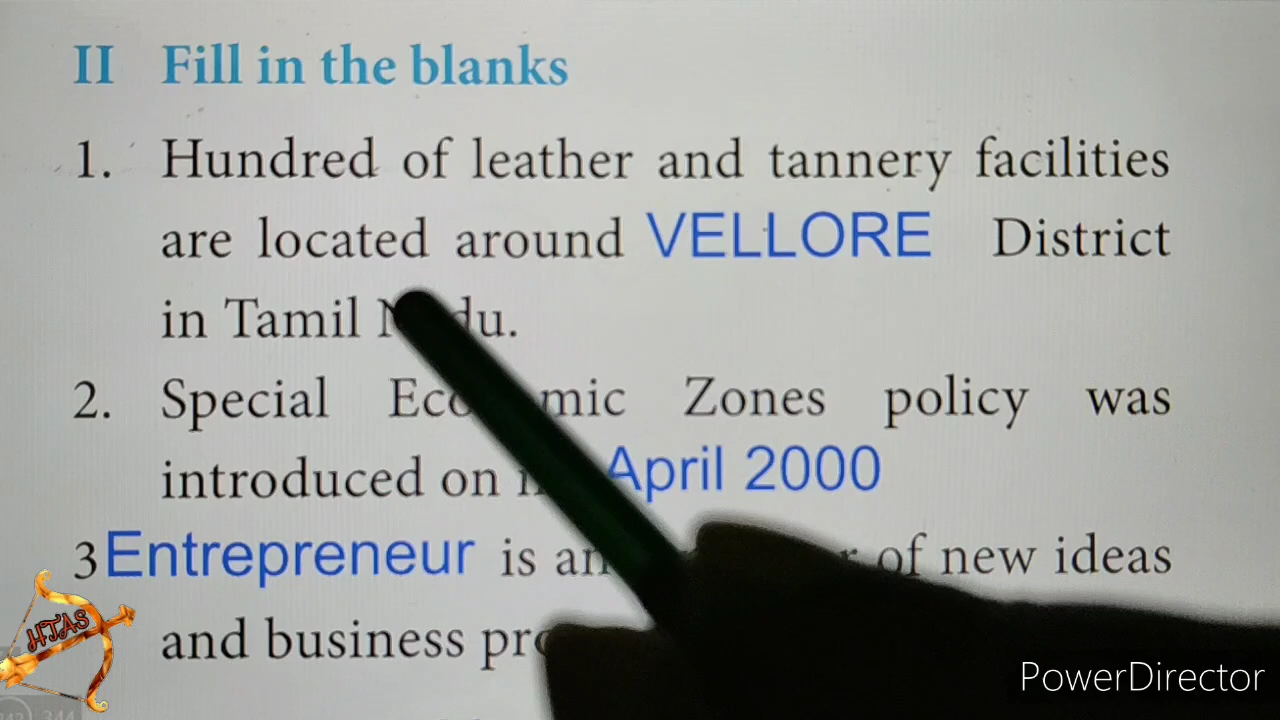 II Fill in the blanks
1. Hundred of leather and tannery facilities
are located around VELLORE District
in Tamil
2. Special Zones policy was
introduced on April 2000
3 Entrepreneur is of new ideas
and business
HTAS
PowerDirector